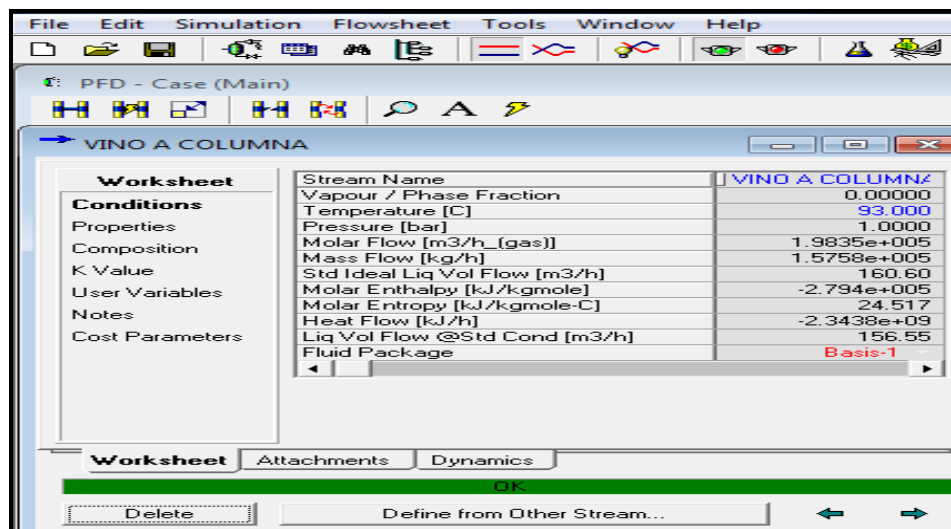 File Edit Simulation Flowsheet Tools Window Help
A
PFD - Case (Main)
A
VINO A COLUMNA
Worksheet
Conditions
Properties
Composition
K Value
User Variables
Notes
Cost Parameters
Stream Name VINO A COLUMNA
Vapour / Phase Fraction 0.00000
Temperature [C] 93.000
Pressure [bar] 1.0000
Molar Flow [m3/h_(gas)] 1.9835e+005
Mass Flow [kg/h] 1.5758e+005
Std Ideal Liq Vol Flow [m3/h] 160.60
Molar Enthalpy [kJ/kgmole] -2.794e+005
Molar Entropy [kJ/kgmole-C] 24.517
Heat Flow [kJ/h] -2.3438e+09
Liq Vol Flow @Std Cond [m3/h] 156.55
Fluid Package Basis-1
Worksheet Attachments Dynamics
OK
Delete Define from Other Stream...